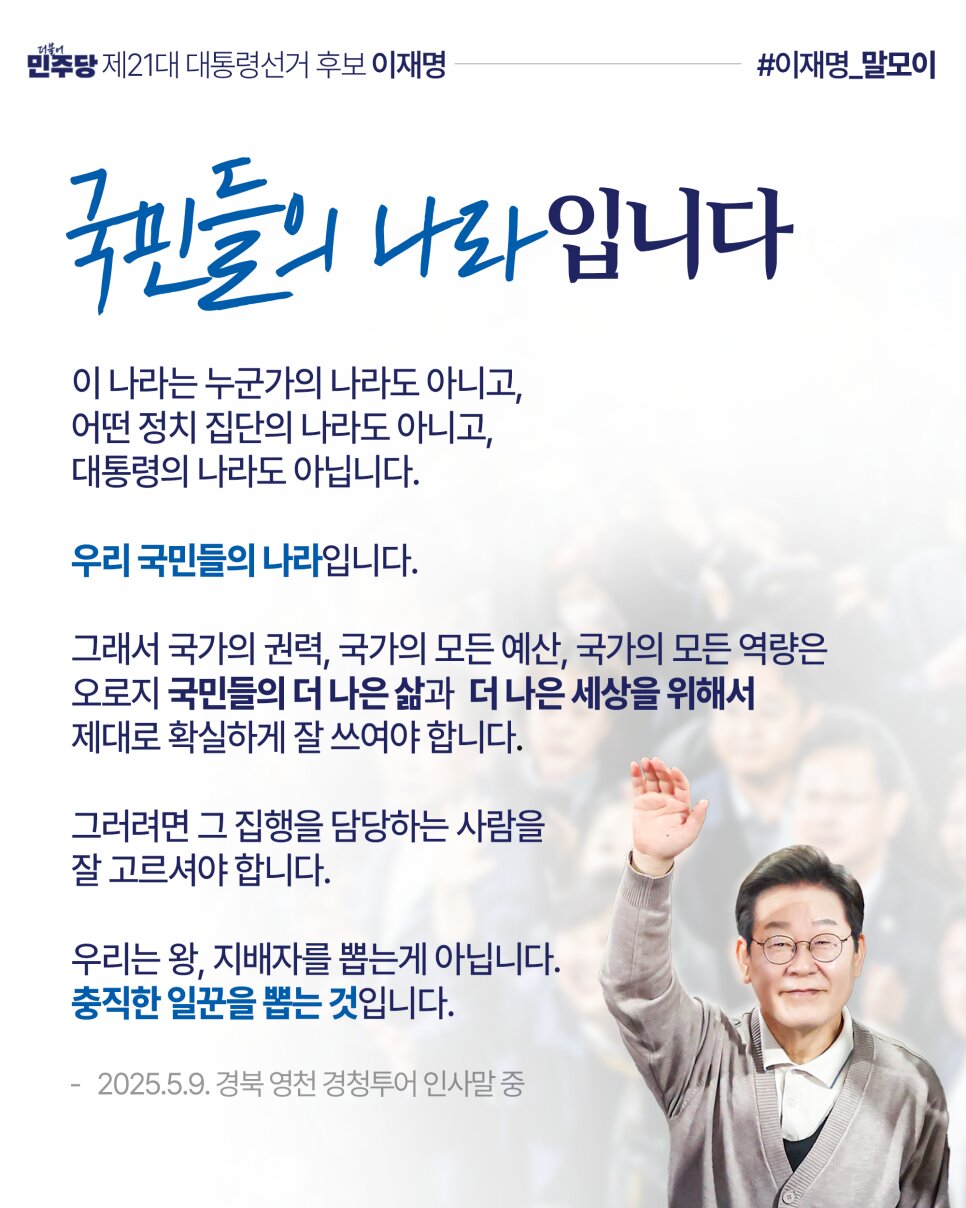 더불어
민주당 제21대 대통령선거 후보 이재명
#이재명_말모이
국민들의 나라입니다
이 나라는 누군가의 나라도 아니고,
어떤 정치 집단의 나라도 아니고,
대통령의 나라도 아닙니다.
우리 국민들의 나라입니다.
그래서 국가의 권력, 국가의 모든 예산, 국가의 모든 역량은
오로지 국민들의 더 나은 삶과 더 나은 세상을 위해서
제대로 확실하게 잘 쓰여야 합니다.
그러려면 그 집행을 담당하는 사람을
잘 고르셔야 합니다.
우리는 왕, 지배자를 뽑는게 아닙니다.
충직한 일꾼을 뽑는 것입니다.
- 2025.5.9. 경북 영천 경청투어 인사말 중